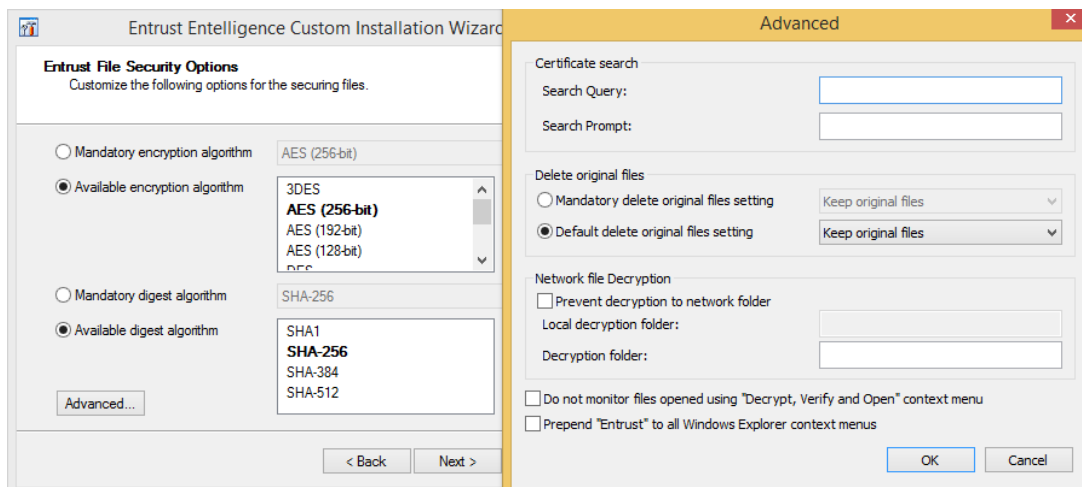 Entrust Entelligence Custom Installation Wizard
Entrust File Security Options
Customize the following options for the securing files.
Mandatory encryption algorithm
AES (256-bit)
Available encryption algorithm
3DES
AES (256-bit)
AES (192-bit)
AES (128-bit)
DES
Mandatory digest algorithm
SHA-256
Available digest algorithm
SHA1
SHA-256
SHA-384
SHA-512
Advanced...
< Back
Next >
Advanced
Certificate search
Search Query:
Search Prompt:
Delete original files
Mandatory delete original files setting
Keep original files
Default delete original files setting
Keep original files
Network file Decryption
Prevent decryption to network folder
Local decryption folder:
Decryption folder:
Do not monitor files opened using "Decrypt, Verify and Open" context menu
Prepend "Entrust" to all Windows Explorer context menus
OK
Cancel